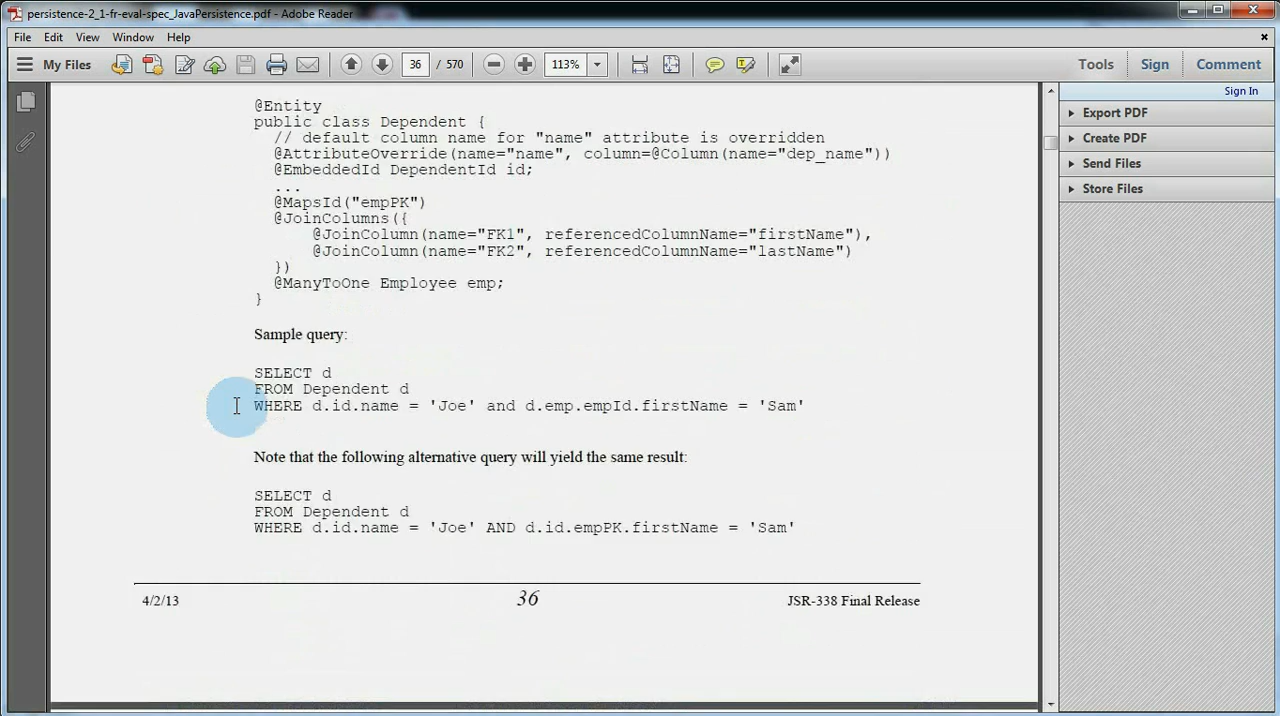 persistence-2_1-fr-eval-spec_JavaPersistence.pdf - Adobe Reader
File Edit View Window Help
My Files 36 / 570 113% Tools Sign Comment
Sign In
Export PDF
Create PDF
Send Files
Store Files
@Entity
public class Dependent {
// default column name for "name" attribute is overridden
@AttributeOverride(name="name", column=@Column(name="dep_name"))
@EmbeddedId DependentId id;
...
@MapsId("empPK")
@JoinColumns({
@JoinColumn(name="FK1", referencedColumnName="firstName"),
@JoinColumn(name="FK2", referencedColumnName="lastName")
})
@ManyToOne Employee emp;
}
Sample query:
SELECT d
FROM Dependent d
WHERE d.id.name = 'Joe' and d.emp.empId.firstName = 'Sam'
Note that the following alternative query will yield the same result:
SELECT d
FROM Dependent d
WHERE d.id.name = 'Joe' AND d.id.empPK.firstName = 'Sam'
4/2/13 36 JSR-338 Final Release